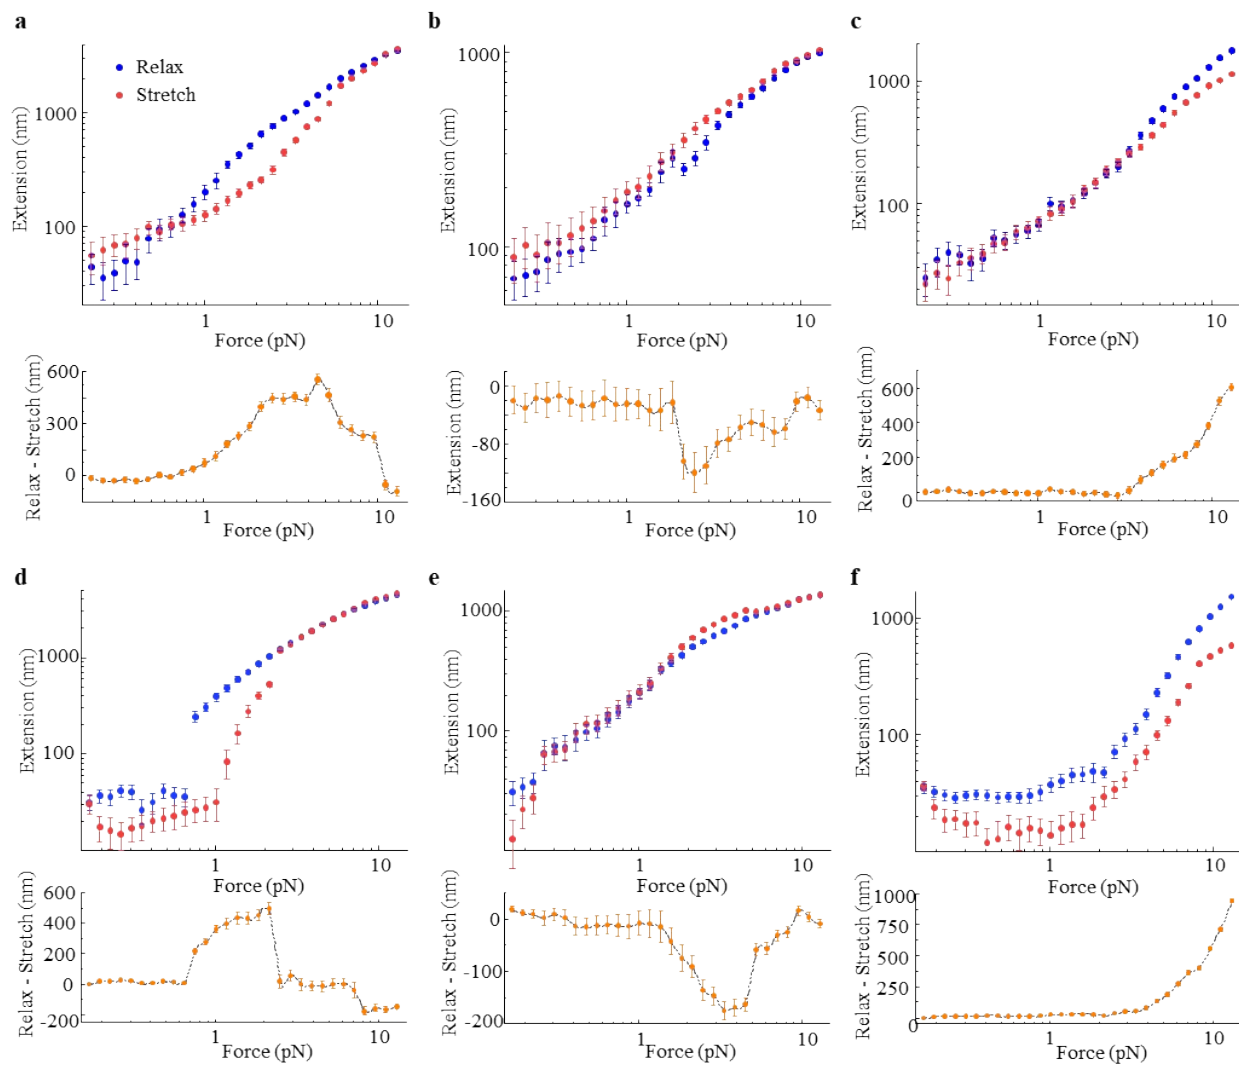 a
b
c
Relax
Stretch
Extension (nm)
1000
100
1
10
Force (pN)
Extension (nm)
1000
100
1
10
Force (pN)
Extension (nm)
1000
100
1
10
Force (pN)
Relax - Stretch (nm)
600
300
0
1
10
Force (pN)
Extension (nm)
0
-80
-160
1
10
Force (pN)
Relax - Stretch (nm)
600
400
200
0
1
10
Force (pN)
d
e
f
Extension (nm)
1000
100
1
10
Force (pN)
Extension (nm)
1000
100
1
10
Force (pN)
Extension (nm)
1000
100
1
10
Force (pN)
Relax - Stretch (nm)
600
400
200
0
-200
1
10
Force (pN)
Relax - Stretch (nm)
0
-100
-200
1
10
Force (pN)
Relax - Stretch (nm)
1000
750
500
250
0
1
10
Force (pN)